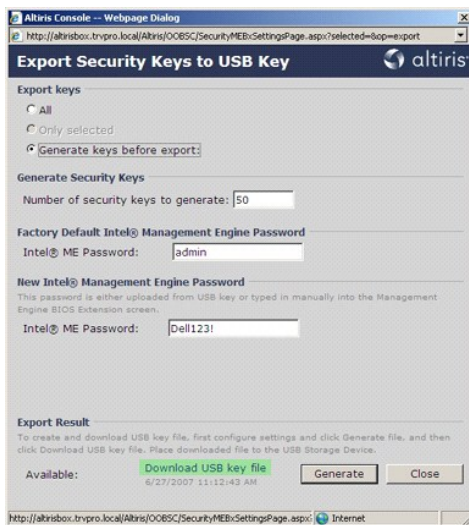 Altiris Console -- Webpage Dialog
http://altirisbox.trvpro.local/Altiris/OOBSC/SecurityMEBxSettingsPage.aspx?selected=&op=export
Export Security Keys to USB Key
altiris
Export keys
All
Only selected
Generate keys before export:
Generate Security Keys
Number of security keys to generate: 50
Factory Default Intel® Management Engine Password
Intel® ME Password: admin
New Intel® Management Engine Password
This password is either uploaded from USB key or typed in manually into the Management
Engine BIOS Extension screen.
Intel® ME Password: Dell123!
Export Result
To create and download USB key file, first configure settings and click Generate file, and then
click Download USB key file. Place downloaded file to the USB Storage Device.
Available: Download USB key file Generate Close
6/27/2007 11:12:43 AM
http://altirisbox.trvpro.local/Altiris/OOBSC/SecurityMEBxSettingsPage.aspx Internet